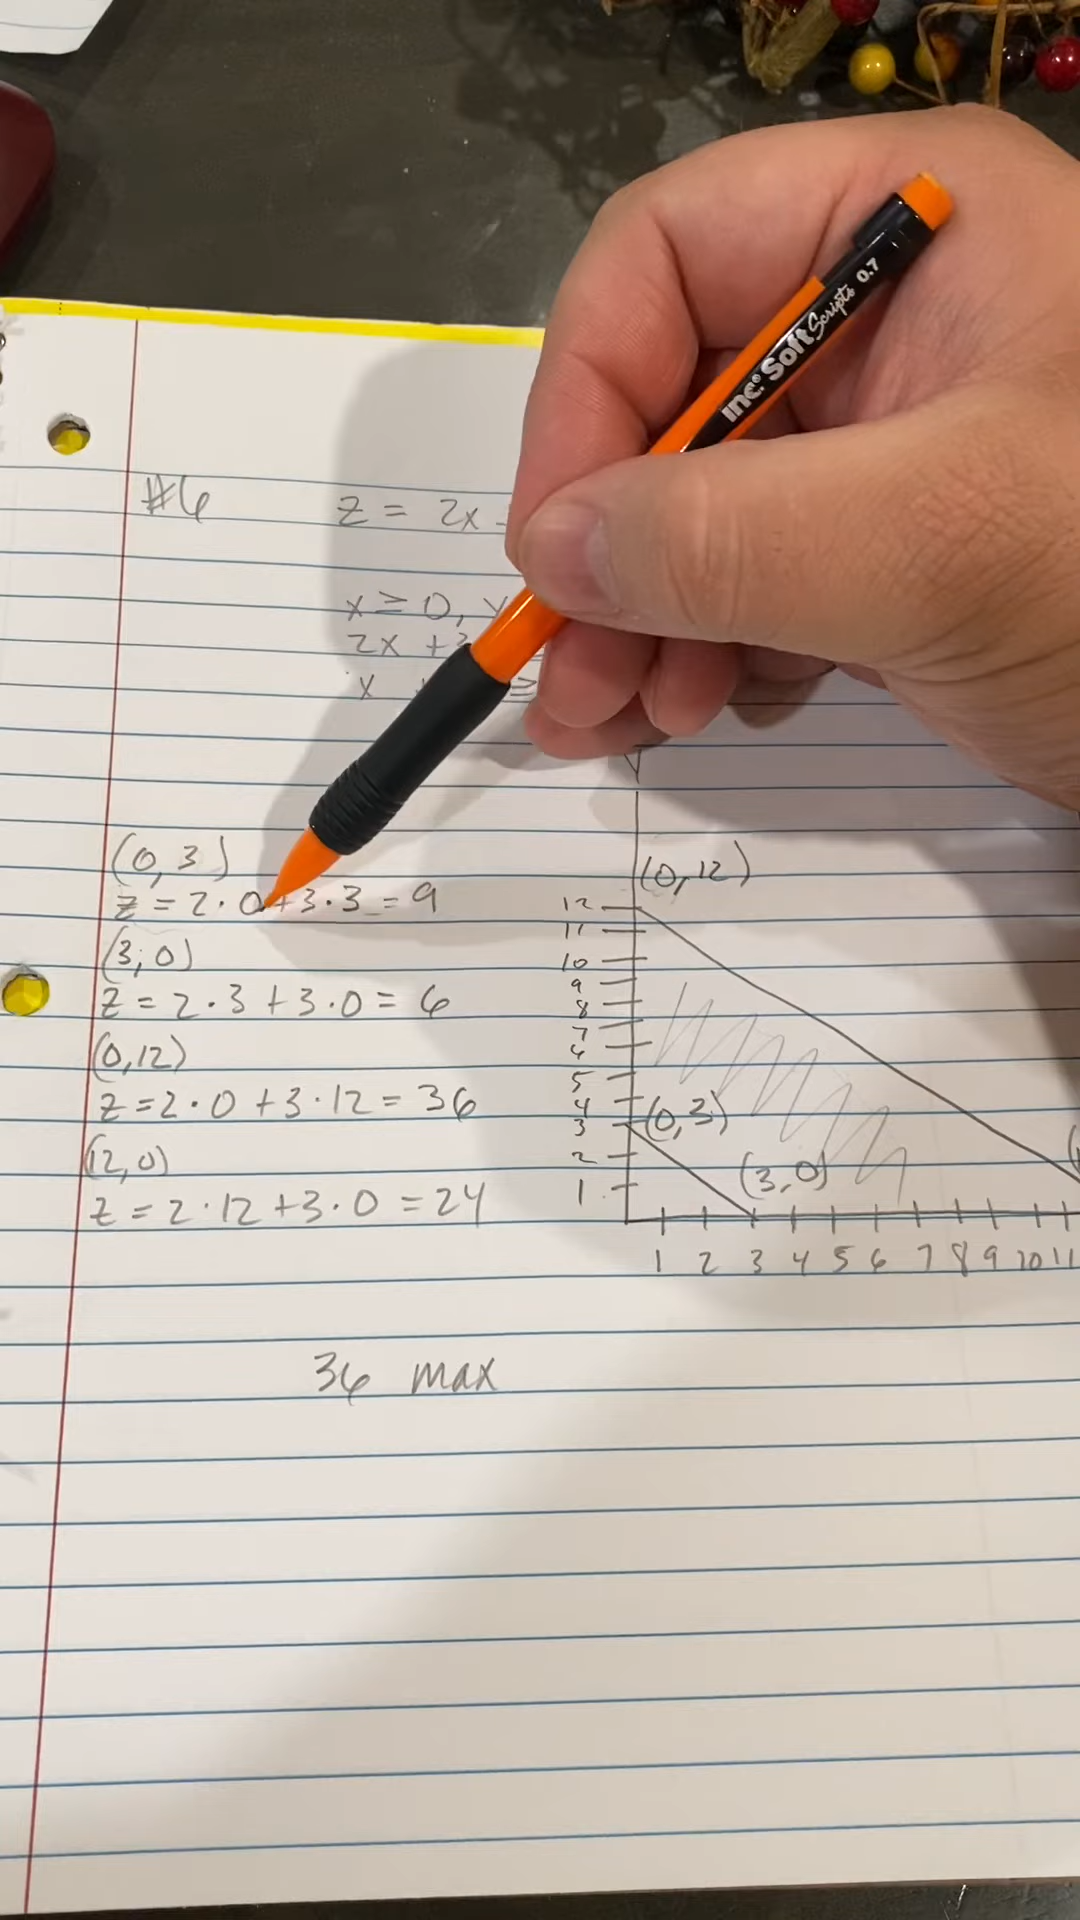 INC.® Soft Scripts 0.7
#6
z = 2x
x ≥ 0, y
2x + 3
x ≥
y
(0, 3)
z = 2 · 0 + 3 · 3 = 9
(3, 0)
z = 2 · 3 + 3 · 0 = 6
(0, 12)
z = 2 · 0 + 3 · 12 = 36
(12, 0)
z = 2 · 12 + 3 · 0 = 24
(0, 12)
12
11
10
9
8
7
6
5
4
3
2
1
(0, 3)
(3, 0)
1 2 3 4 5 6 7 8 9 10 11
36 max